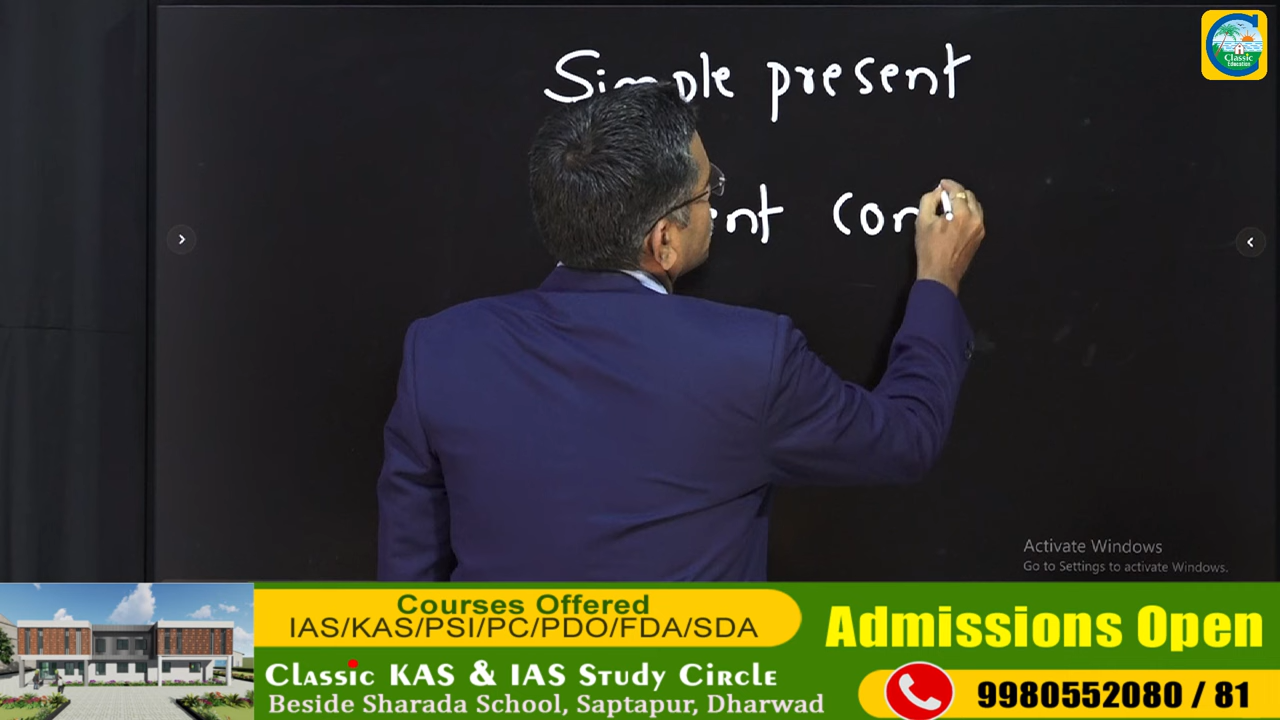 Simple present
Classic
Education
Activate Windows
Go to Settings to activate Windows.
Courses Offered
IAS/KAS/PSI/PC/PDO/FDA/SDA
Admissions Open
Classic KAS & IAS Study Circle
Beside Sharada School, Saptapur, Dharwad
9980552080 / 81